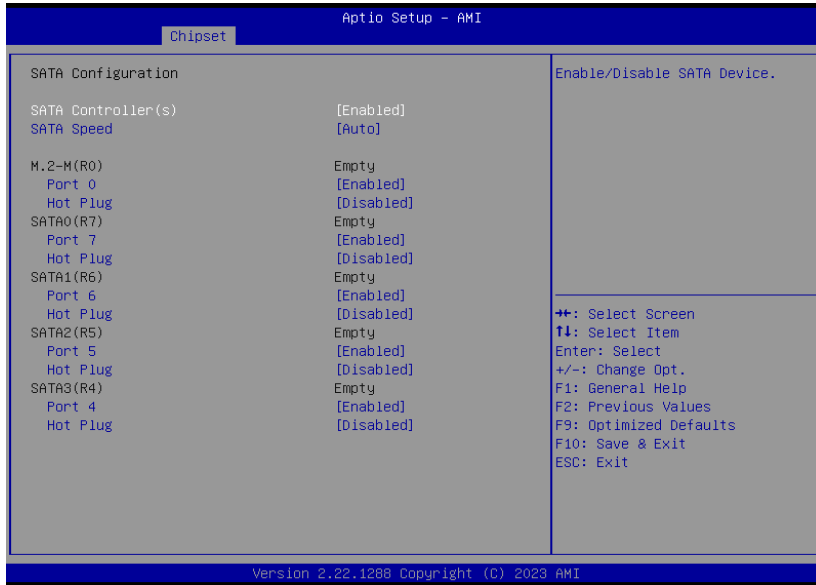 Aptio Setup – AMI
Chipset
SATA Configuration
SATA Controller(s) [Enabled]
SATA Speed [Auto]
M.2-M(R0) Empty
Port 0 [Enabled]
Hot Plug [Disabled]
SATA0(R7) Empty
Port 7 [Enabled]
Hot Plug [Disabled]
SATA1(R6) Empty
Port 6 [Enabled]
Hot Plug [Disabled]
SATA2(R5) Empty
Port 5 [Enabled]
Hot Plug [Disabled]
SATA3(R4) Empty
Port 4 [Enabled]
Hot Plug [Disabled]
Enable/Disable SATA Device.
→←: Select Screen
↑↓: Select Item
Enter: Select
+/-: Change Opt.
F1: General Help
F2: Previous Values
F9: Optimized Defaults
F10: Save & Exit
ESC: Exit
Version 2.22.1288 Copyright (C) 2023 AMI